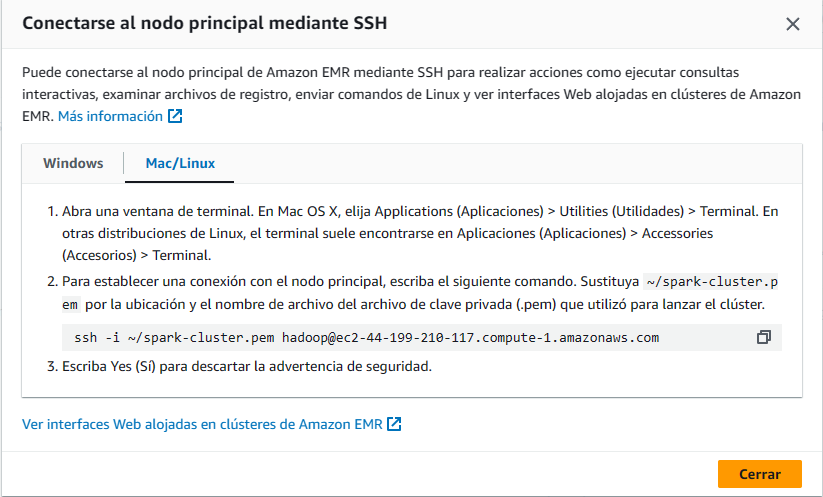 Conectarse al nodo principal mediante SSH
Puede conectarse al nodo principal de Amazon EMR mediante SSH para realizar acciones como ejecutar consultas
interactivas, examinar archivos de registro, enviar comandos de Linux y ver interfaces Web alojadas en clústeres de Amazon
EMR. Más información
Windows
Mac/Linux
1. Abra una ventana de terminal. En Mac OS X, elija Applications (Aplicaciones) > Utilities (Utilidades) > Terminal. En
otras distribuciones de Linux, el terminal suele encontrarse en Aplicaciones (Aplicaciones) > Accessories
(Accesorios) > Terminal.
2. Para establecer una conexión con el nodo principal, escriba el siguiente comando. Sustituya ~/spark-cluster.p
em por la ubicación y el nombre de archivo del archivo de clave privada (.pem) que utilizó para lanzar el clúster.
ssh -i ~/spark-cluster.pem hadoop@ec2-44-199-210-117.compute-1.amazonaws.com
3. Escriba Yes (Sí) para descartar la advertencia de seguridad.
Ver interfaces Web alojadas en clústeres de Amazon EMR
Cerrar